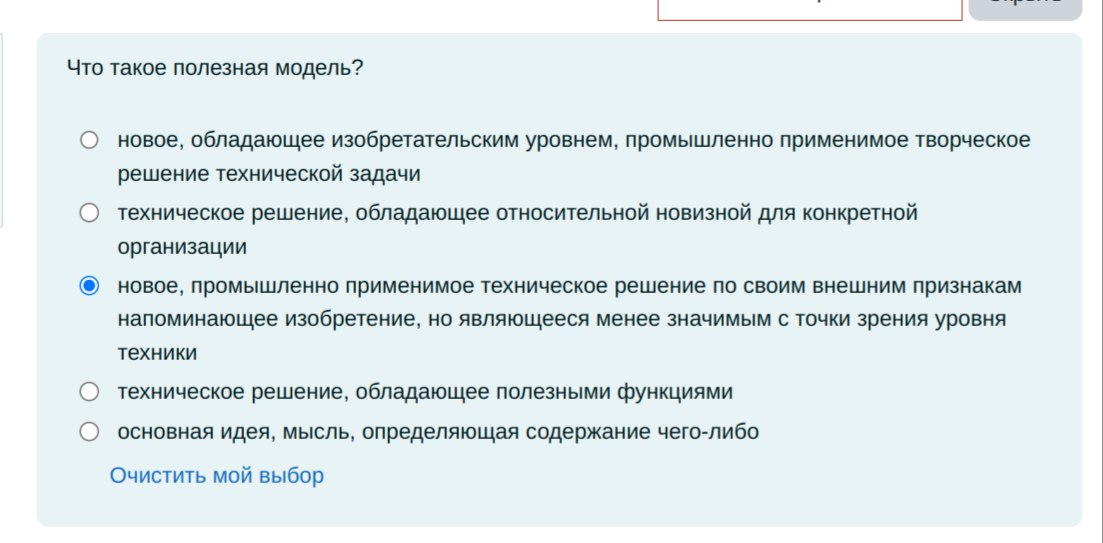 Что такое полезная модель?
новое, обладающее изобретательским уровнем, промышленно применимое творческое
решение технической задачи
техническое решение, обладающее относительной новизной для конкретной
организации
новое, промышленно применимое техническое решение по своим внешним признакам
напоминающее изобретение, но являющееся менее значимым с точки зрения уровня
техники
техническое решение, обладающее полезными функциями
основная идея, мысль, определяющая содержание чего-либо
Очистить мой выбор